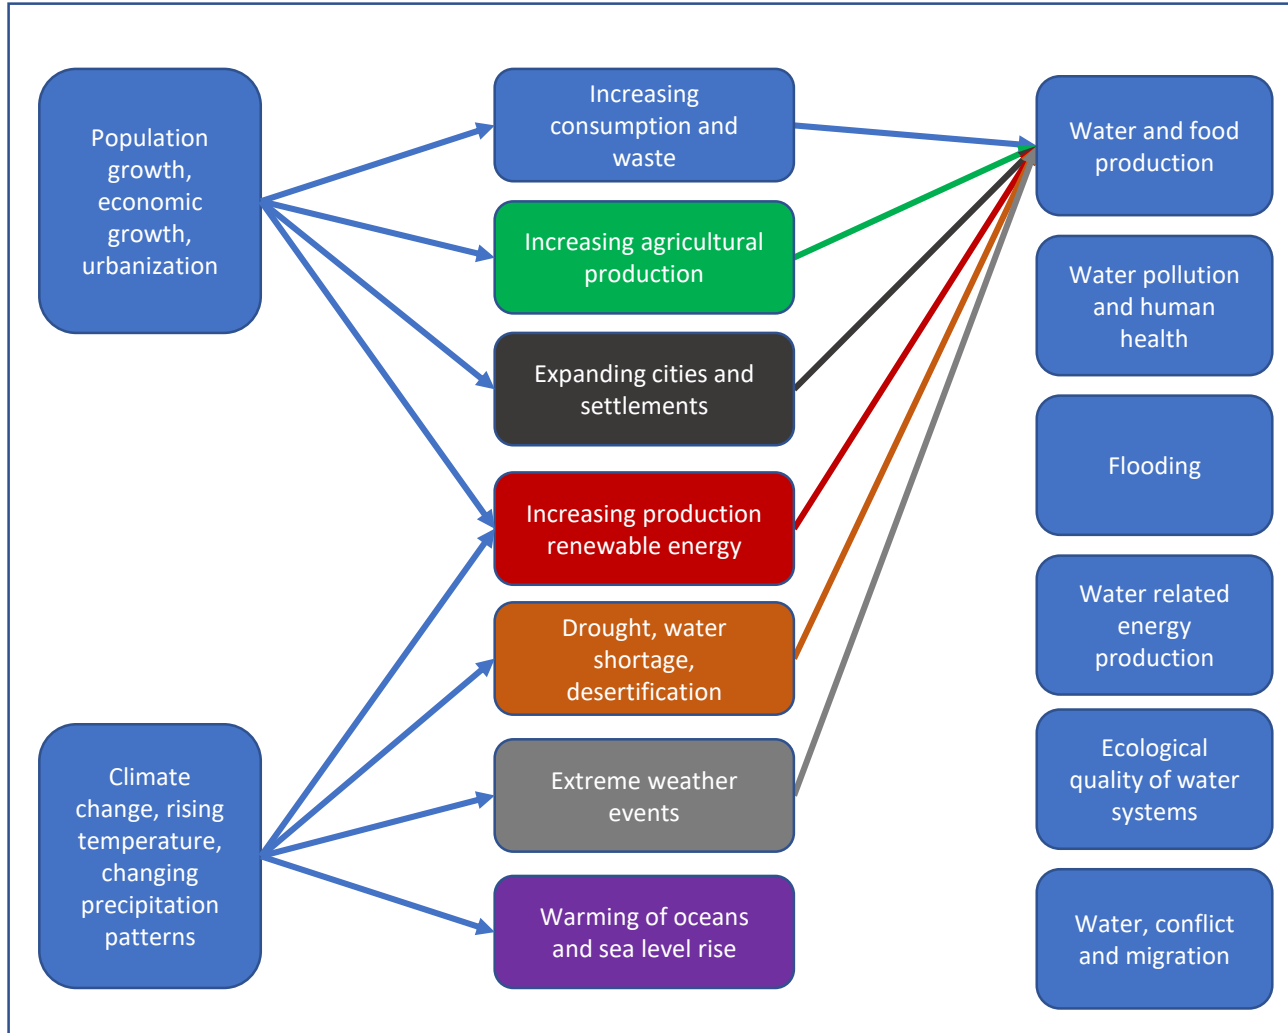 Population
growth,
economic
growth,
urbanization
Climate
change, rising
temperature,
changing
precipitation
patterns
Increasing
consumption and
waste
Increasing agricultural
production
Expanding cities and
settlements
Increasing production
renewable energy
Drought, water
shortage,
desertification
Extreme weather
events
Warming of oceans
and sea level rise
Water and food
production
Water pollution
and human
health
Flooding
Water related
energy
production
Ecological
quality of water
systems
Water, conflict
and migration